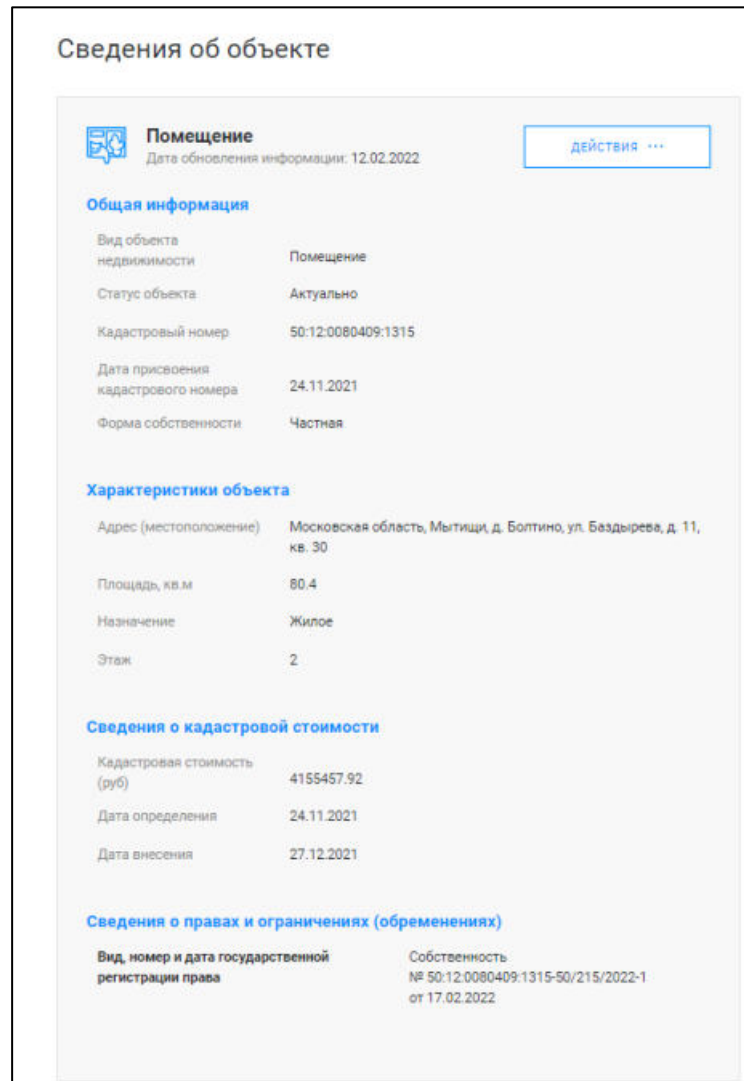 Сведения об объекте
Помещение
Дата обновления информации: 12.02.2022
ДЕЙСТВИЯ ···
Общая информация
Вид объекта
недвижимости
Помещение
Статус объекта
Актуально
Кадастровый номер
50:12:0080409:1315
Дата присвоения
кадастрового номера
24.11.2021
Форма собственности
Частная
Характеристики объекта
Адрес (местоположение)
Московская область, Мытищи, д. Болтино, ул. Баздырева, д. 11,
кв. 30
Площадь, кв.м
80.4
Назначение
Жилое
Этаж
2
Сведения о кадастровой стоимости
Кадастровая стоимость
(руб)
4155457.92
Дата определения
24.11.2021
Дата внесения
27.12.2021
Сведения о правах и ограничениях (обременениях)
Вид, номер и дата государственной
регистрации права
Собственность
№ 50:12:0080409:1315-50/215/2022-1
от 17.02.2022